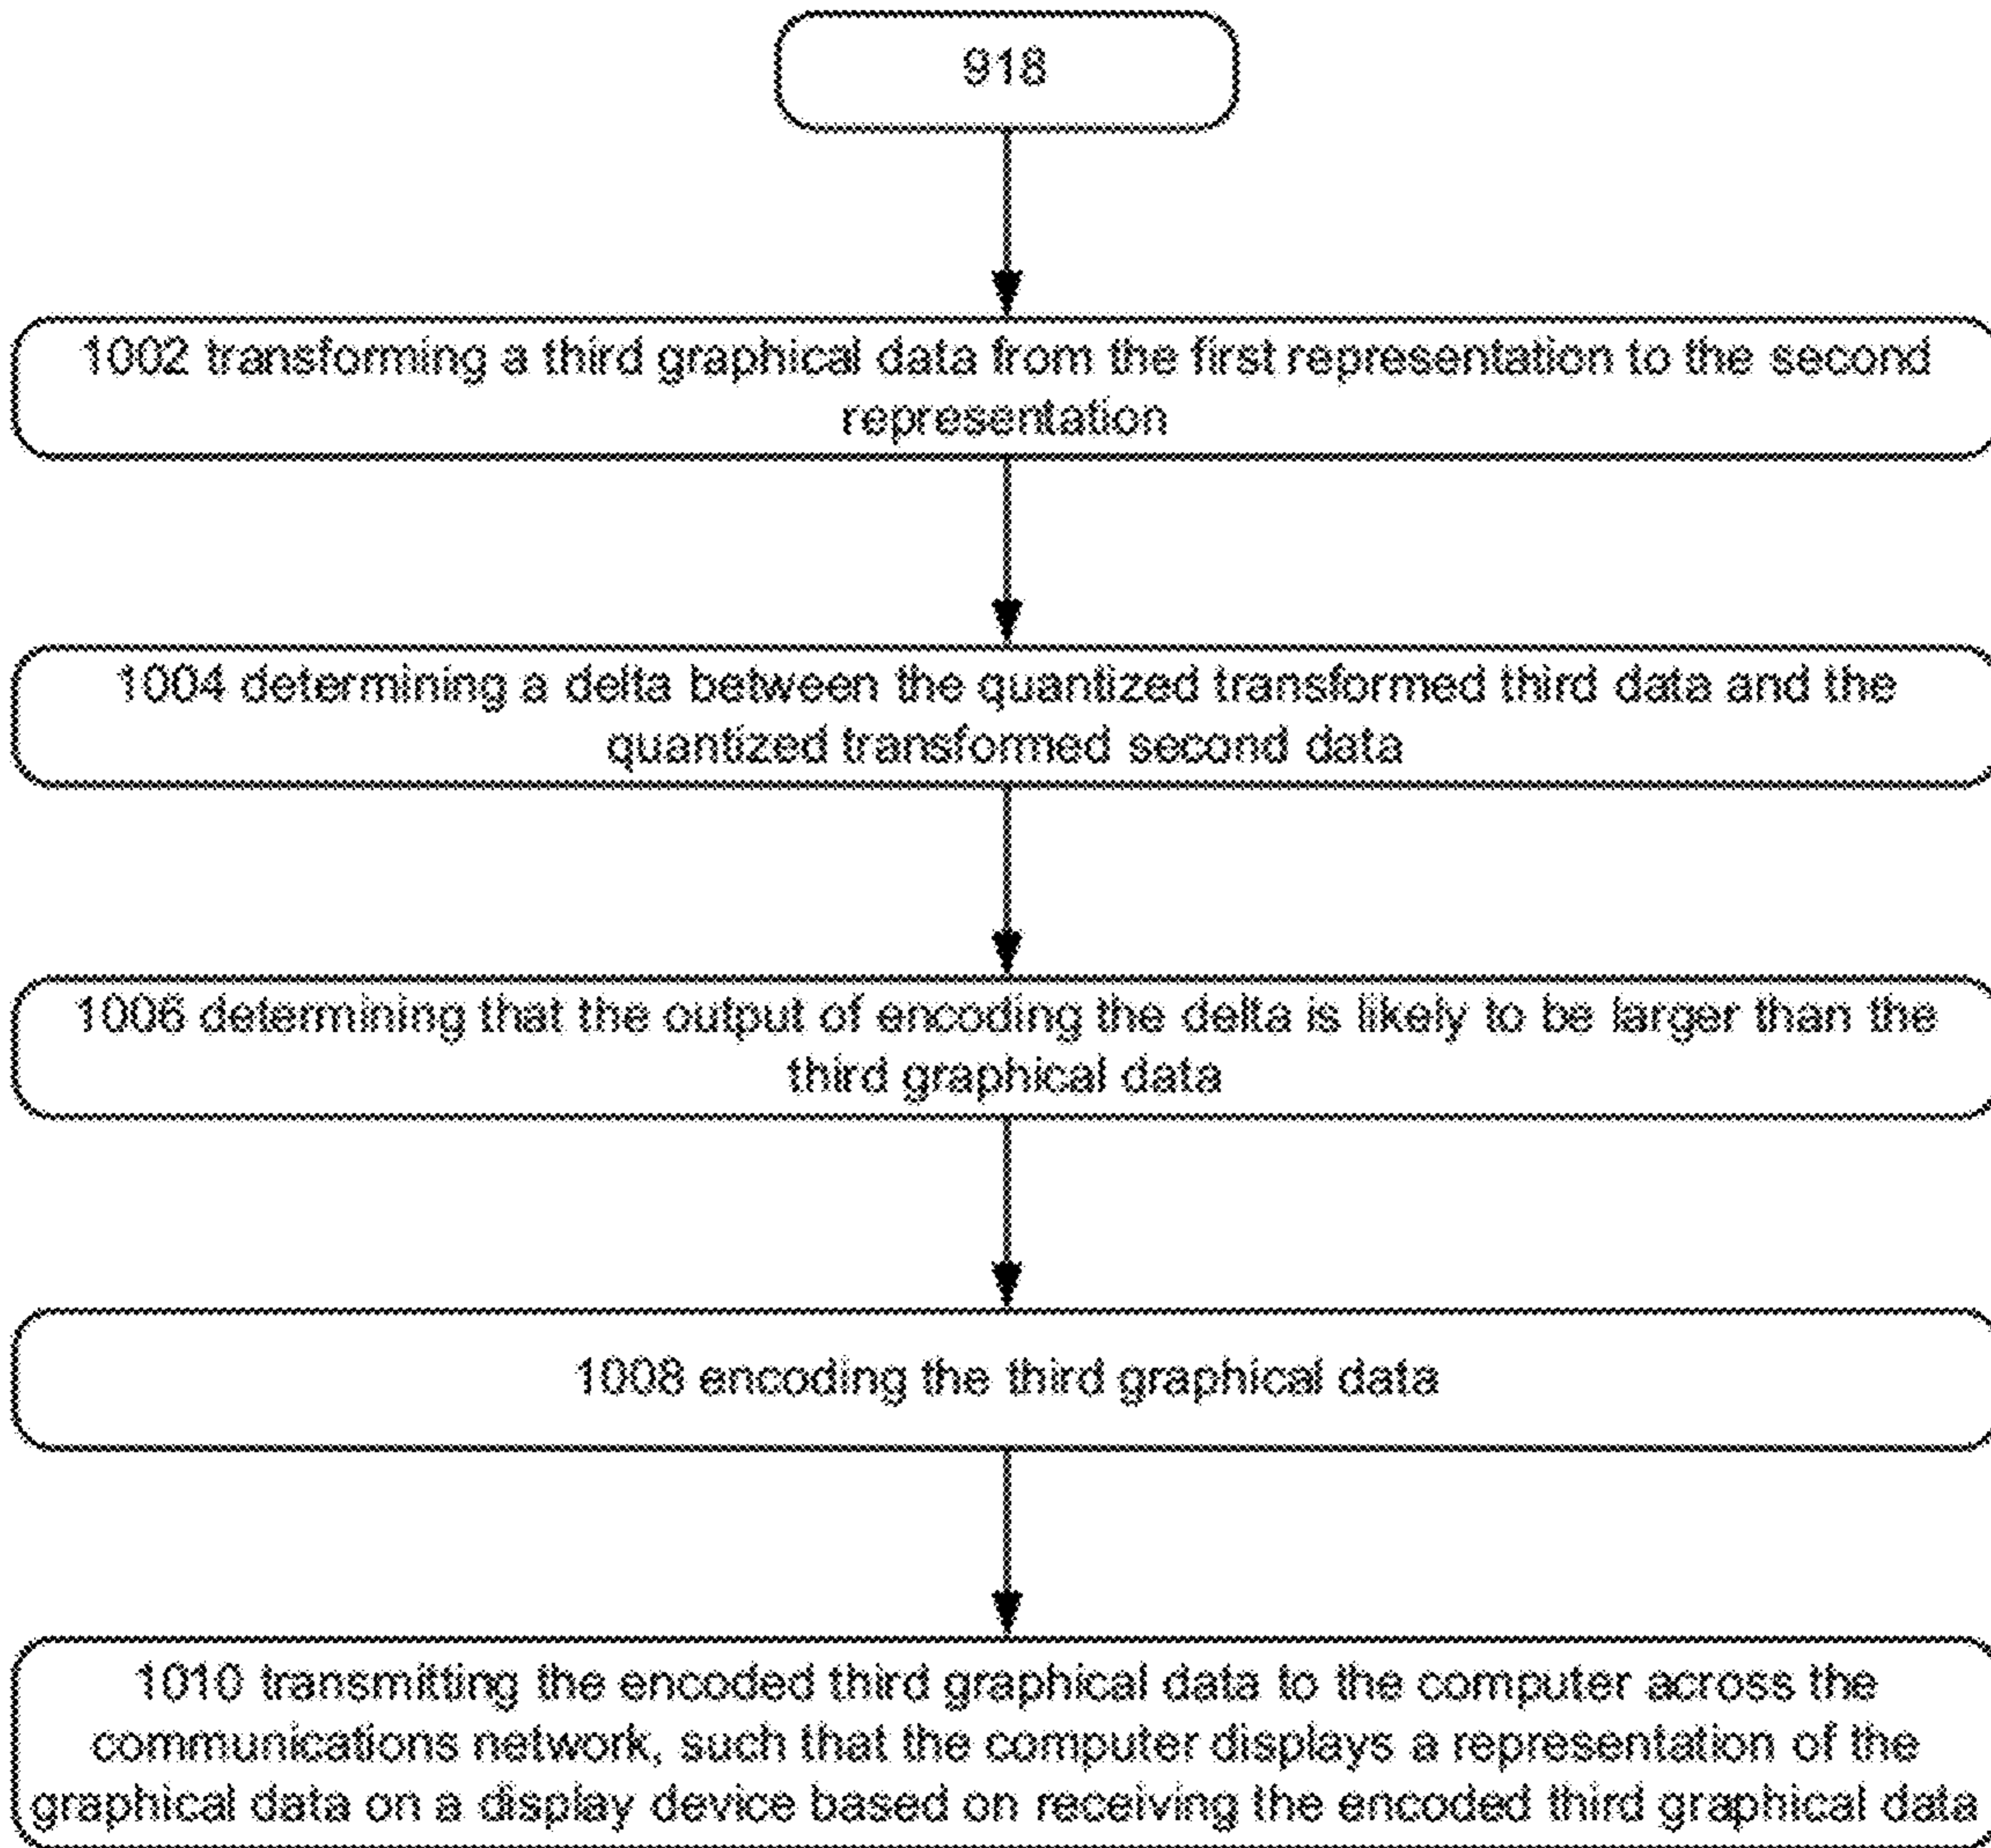 918
1002 transforming a third graphical data from the first representation to the second
representation
1004 determining a delta between the quantized transformed third data and the
quantized transformed second data
1006 determining that the output of encoding the delta is likely to be larger than the
third graphical data
1008 encoding the third graphical data
1010 transmitting the encoded third graphical data to the computer across the
communications network, such that the computer displays a representation of the
graphical data on a display device based on receiving the encoded third graphical data